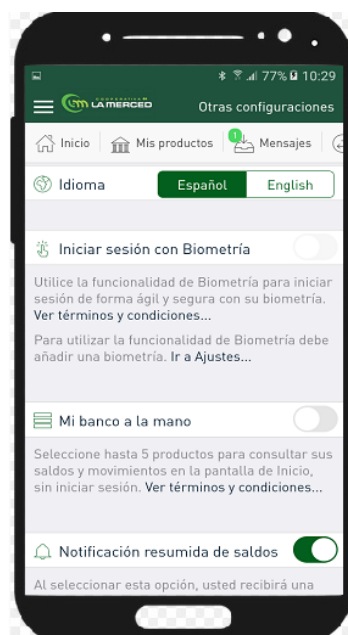 77% 10:29
COOPERATIVA
LA MERCED
Otras configuraciones
Inicio
Mis productos
1
Mensajes
Idioma
Español
English
Iniciar sesión con Biometría
Utilice la funcionalidad de Biometría para iniciar
sesión de forma ágil y segura con su biometría.
Ver términos y condiciones...
Para utilizar la funcionalidad de Biometría debe
añadir una biometría. Ir a Ajustes...
Mi banco a la mano
Seleccione hasta 5 productos para consultar sus
saldos y movimientos en la pantalla de Inicio,
sin iniciar sesión. Ver términos y condiciones...
Notificación resumida de saldos
Al seleccionar esta opción, usted recibirá una